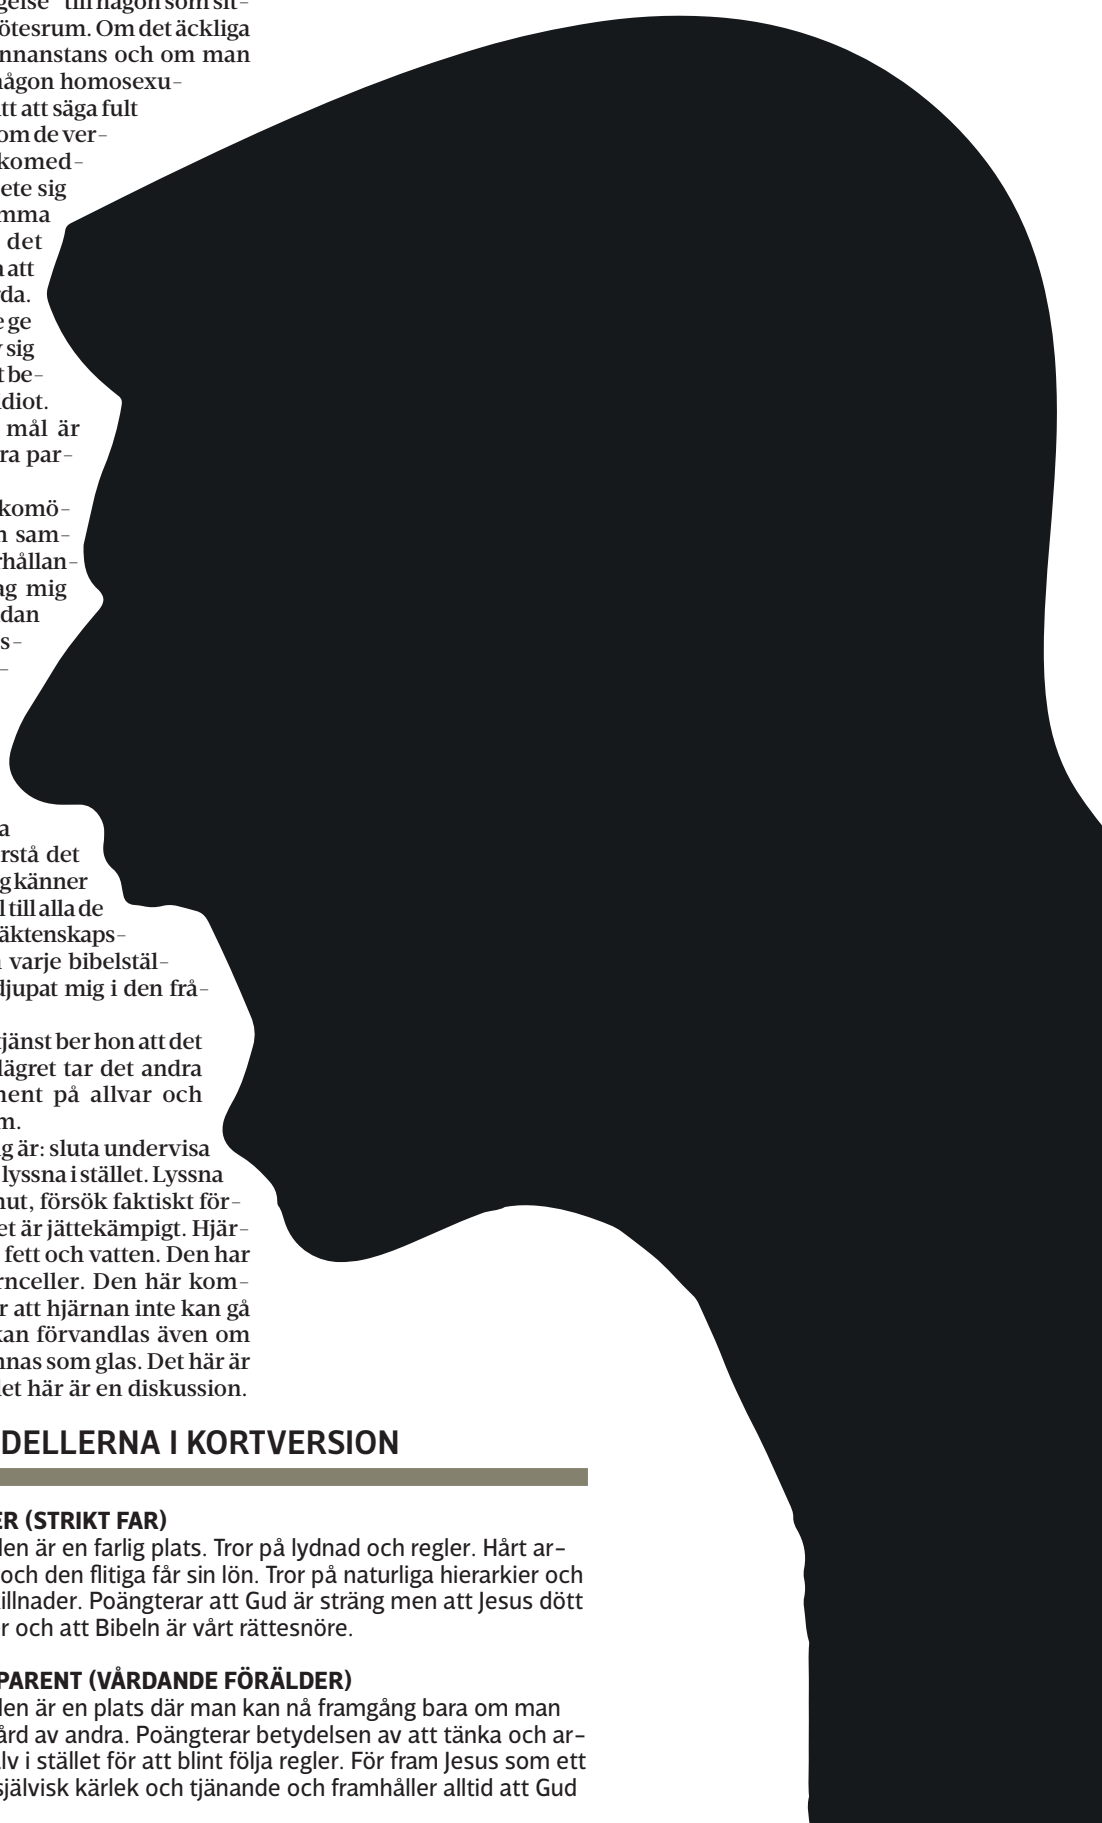 gelse" till någon som sit-
ötesrum. Om det äckliga
nnanstans och om man
någon homosexu-
tt att säga fult
om de ver-
komed-
ete sig
mma
det
a att
da.
e ge
sig
t be-
diot.
mål är
ra par-
komö-
sam-
rhållan-
ag mig
dan
s-
-
a
rstå det
g känner
l till alla de
äktenskaps-
varje bibelstäl-
djupat mig i den frå-
tjänst ber hon att det
lägret tar det andra
ment på allvar och
m.
g är: sluta undervisa
lyssna i stället. Lyssna
nut, försök faktiskt för-
et är jättekämpigt. Hjär-
fett och vatten. Den har
rnceller. Den här kom-
r att hjärnan inte kan gå
kan förvandlas även om
nnas som glas. Det här är
det här är en diskussion.
DELLERNA I KORTVERSION
ER (STRIKT FAR)
den är en farlig plats. Tror på lydnad och regler. Hårt ar-
och den flitiga får sin lön. Tror på naturliga hierarkier och
killnader. Poängterar att Gud är sträng men att Jesus dött
r och att Bibeln är vårt rättesnöre.
PARENT (VÅRDANDE FÖRÄLDER)
den är en plats där man kan nå framgång bara om man
ård av andra. Poängterar betydelsen av att tänka och ar-
lv i stället för att blint följa regler. För fram Jesus som ett
självisk kärlek och tjänande och framhåller alltid att Gud